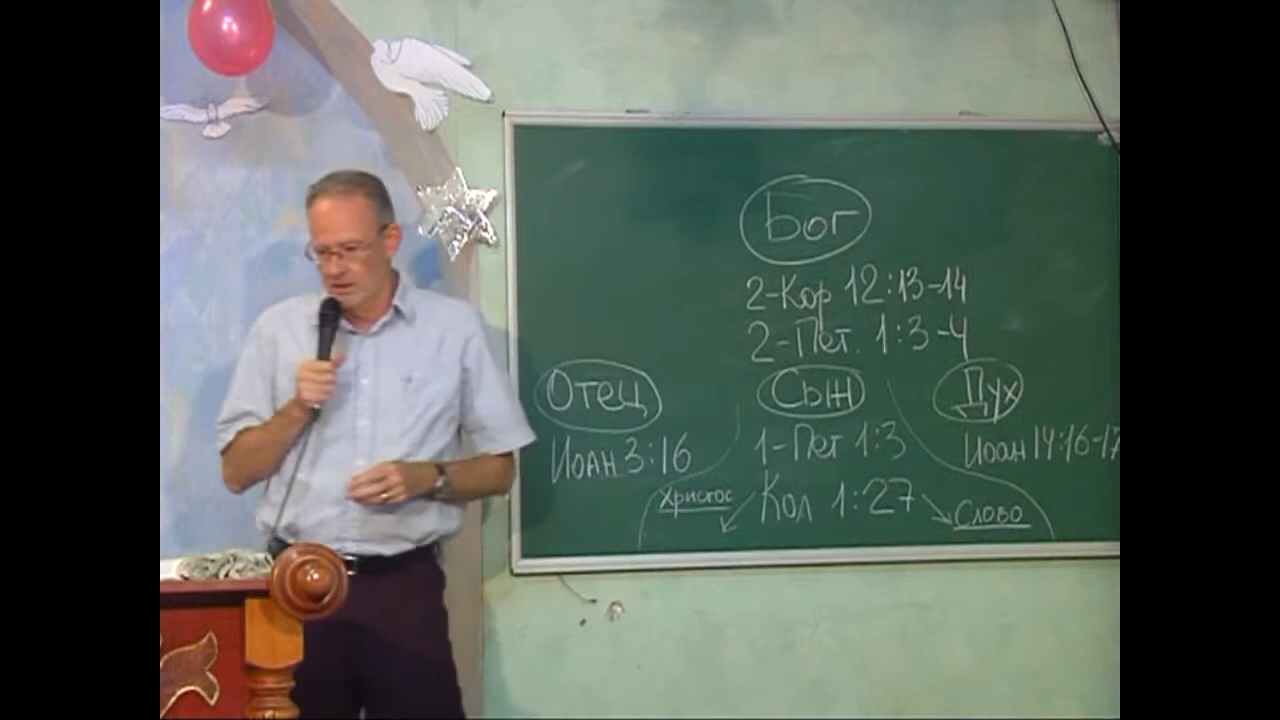 Бог
2-Кор 12:13-14
2-Пет. 1:3-4
Отец Сын Дух
Иоан 3:16 1-Пет 1:3 Иоан 14:16-17
Христос Кол 1:27 Слово